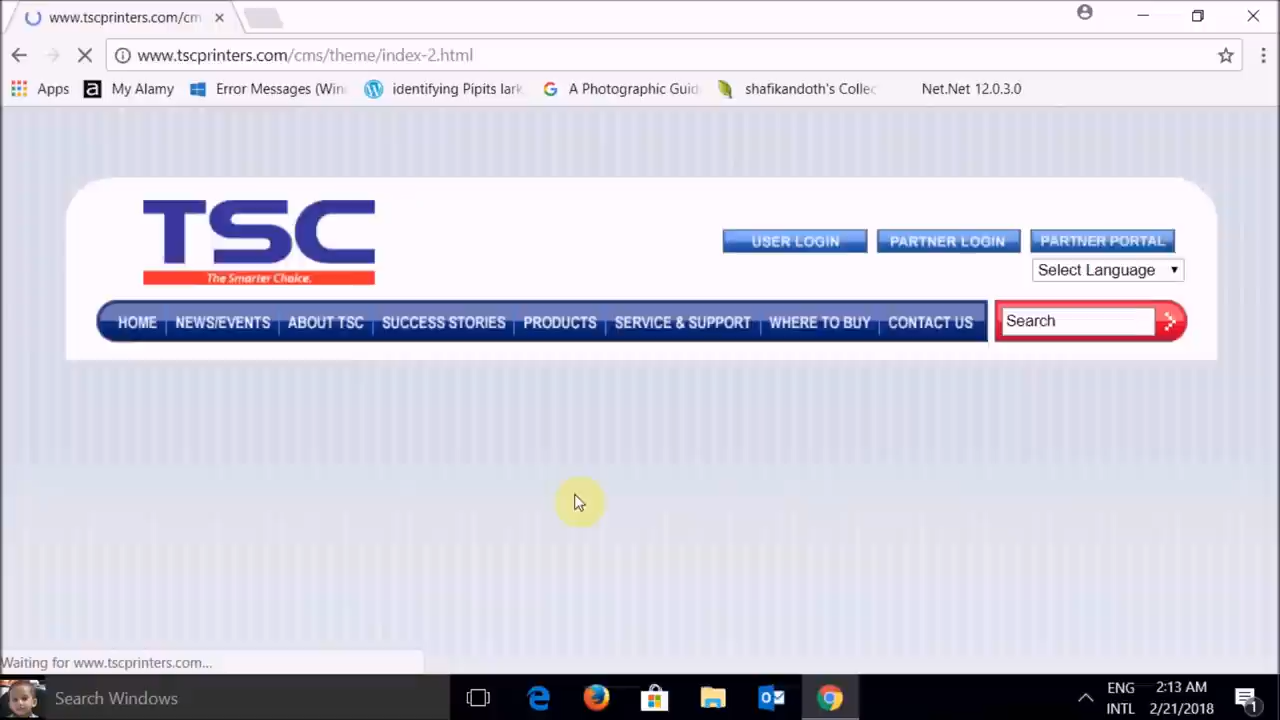 www.tscprinters.com/cm
www.tscprinters.com/cms/theme/index-2.html
Apps My Alamy Error Messages (Win identifying Pipits lark A Photographic Guid shafikandoth's Collec Net.Net 12.0.3.0
TSC
The Smarter Choice.
USER LOGIN PARTNER LOGIN PARTNER PORTAL
Select Language
HOME NEWS/EVENTS ABOUT TSC SUCCESS STORIES PRODUCTS SERVICE & SUPPORT WHERE TO BUY CONTACT US Search
Waiting for www.tscprinters.com...
Search Windows
ENG 2:13 AM
INTL 2/21/2018 1